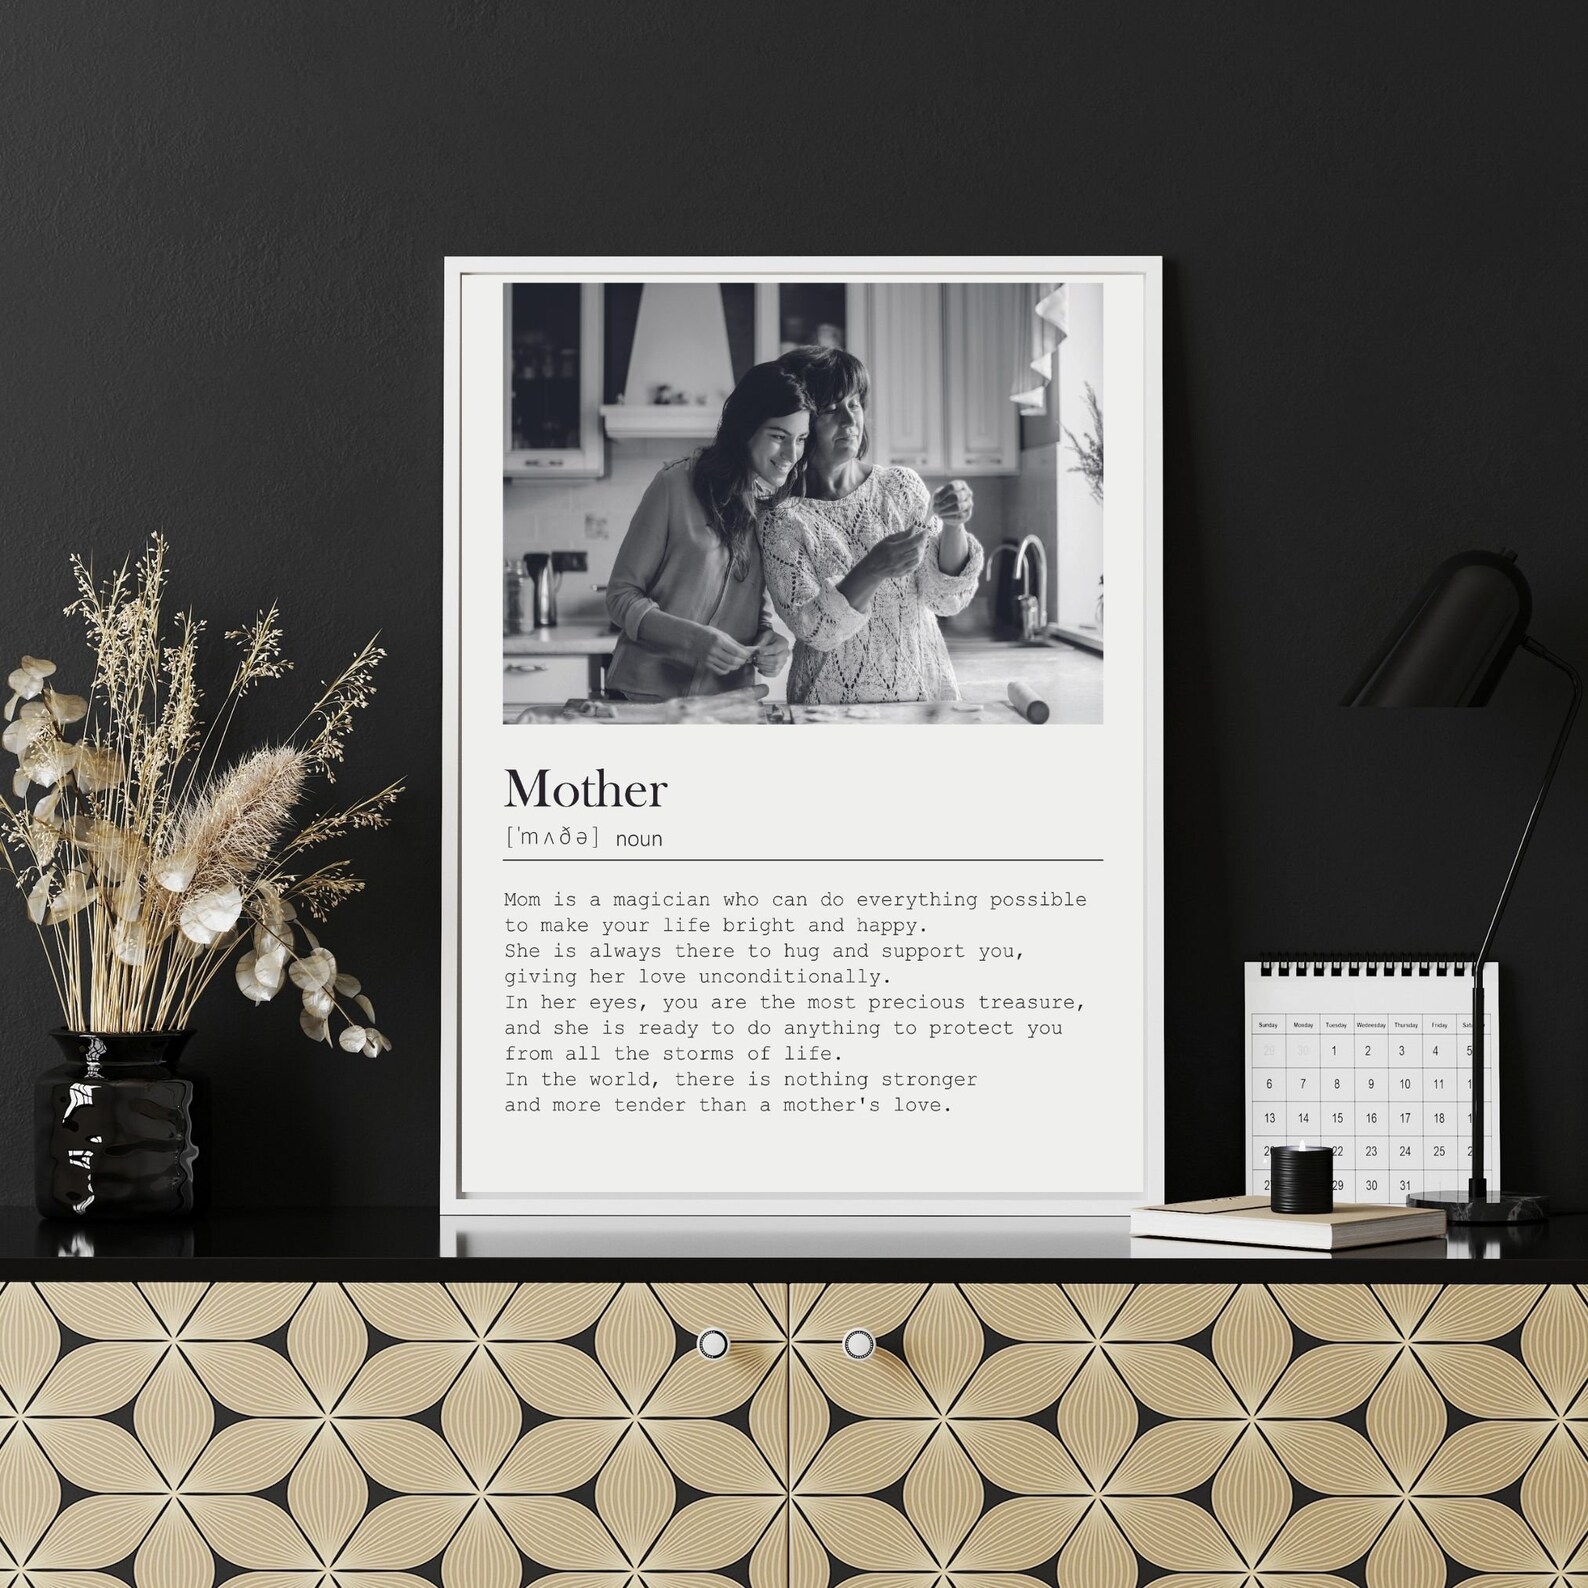 Mother
['mʌðə] noun
Mom is a magician who can do everything possible
to make your life bright and happy.
She is always there to hug and support you,
giving her love unconditionally.
In her eyes, you are the most precious treasure,
and she is ready to do anything to protect you
from all the storms of life.
In the world, there is nothing stronger
and more tender than a mother's love.
Sunday Monday Tuesday Wednesday Thursday Friday
29 30 1 2 3 4 5
6 7 8 9 10 11
13 14 15 16 17 18
22 23 24 25
29 30 31